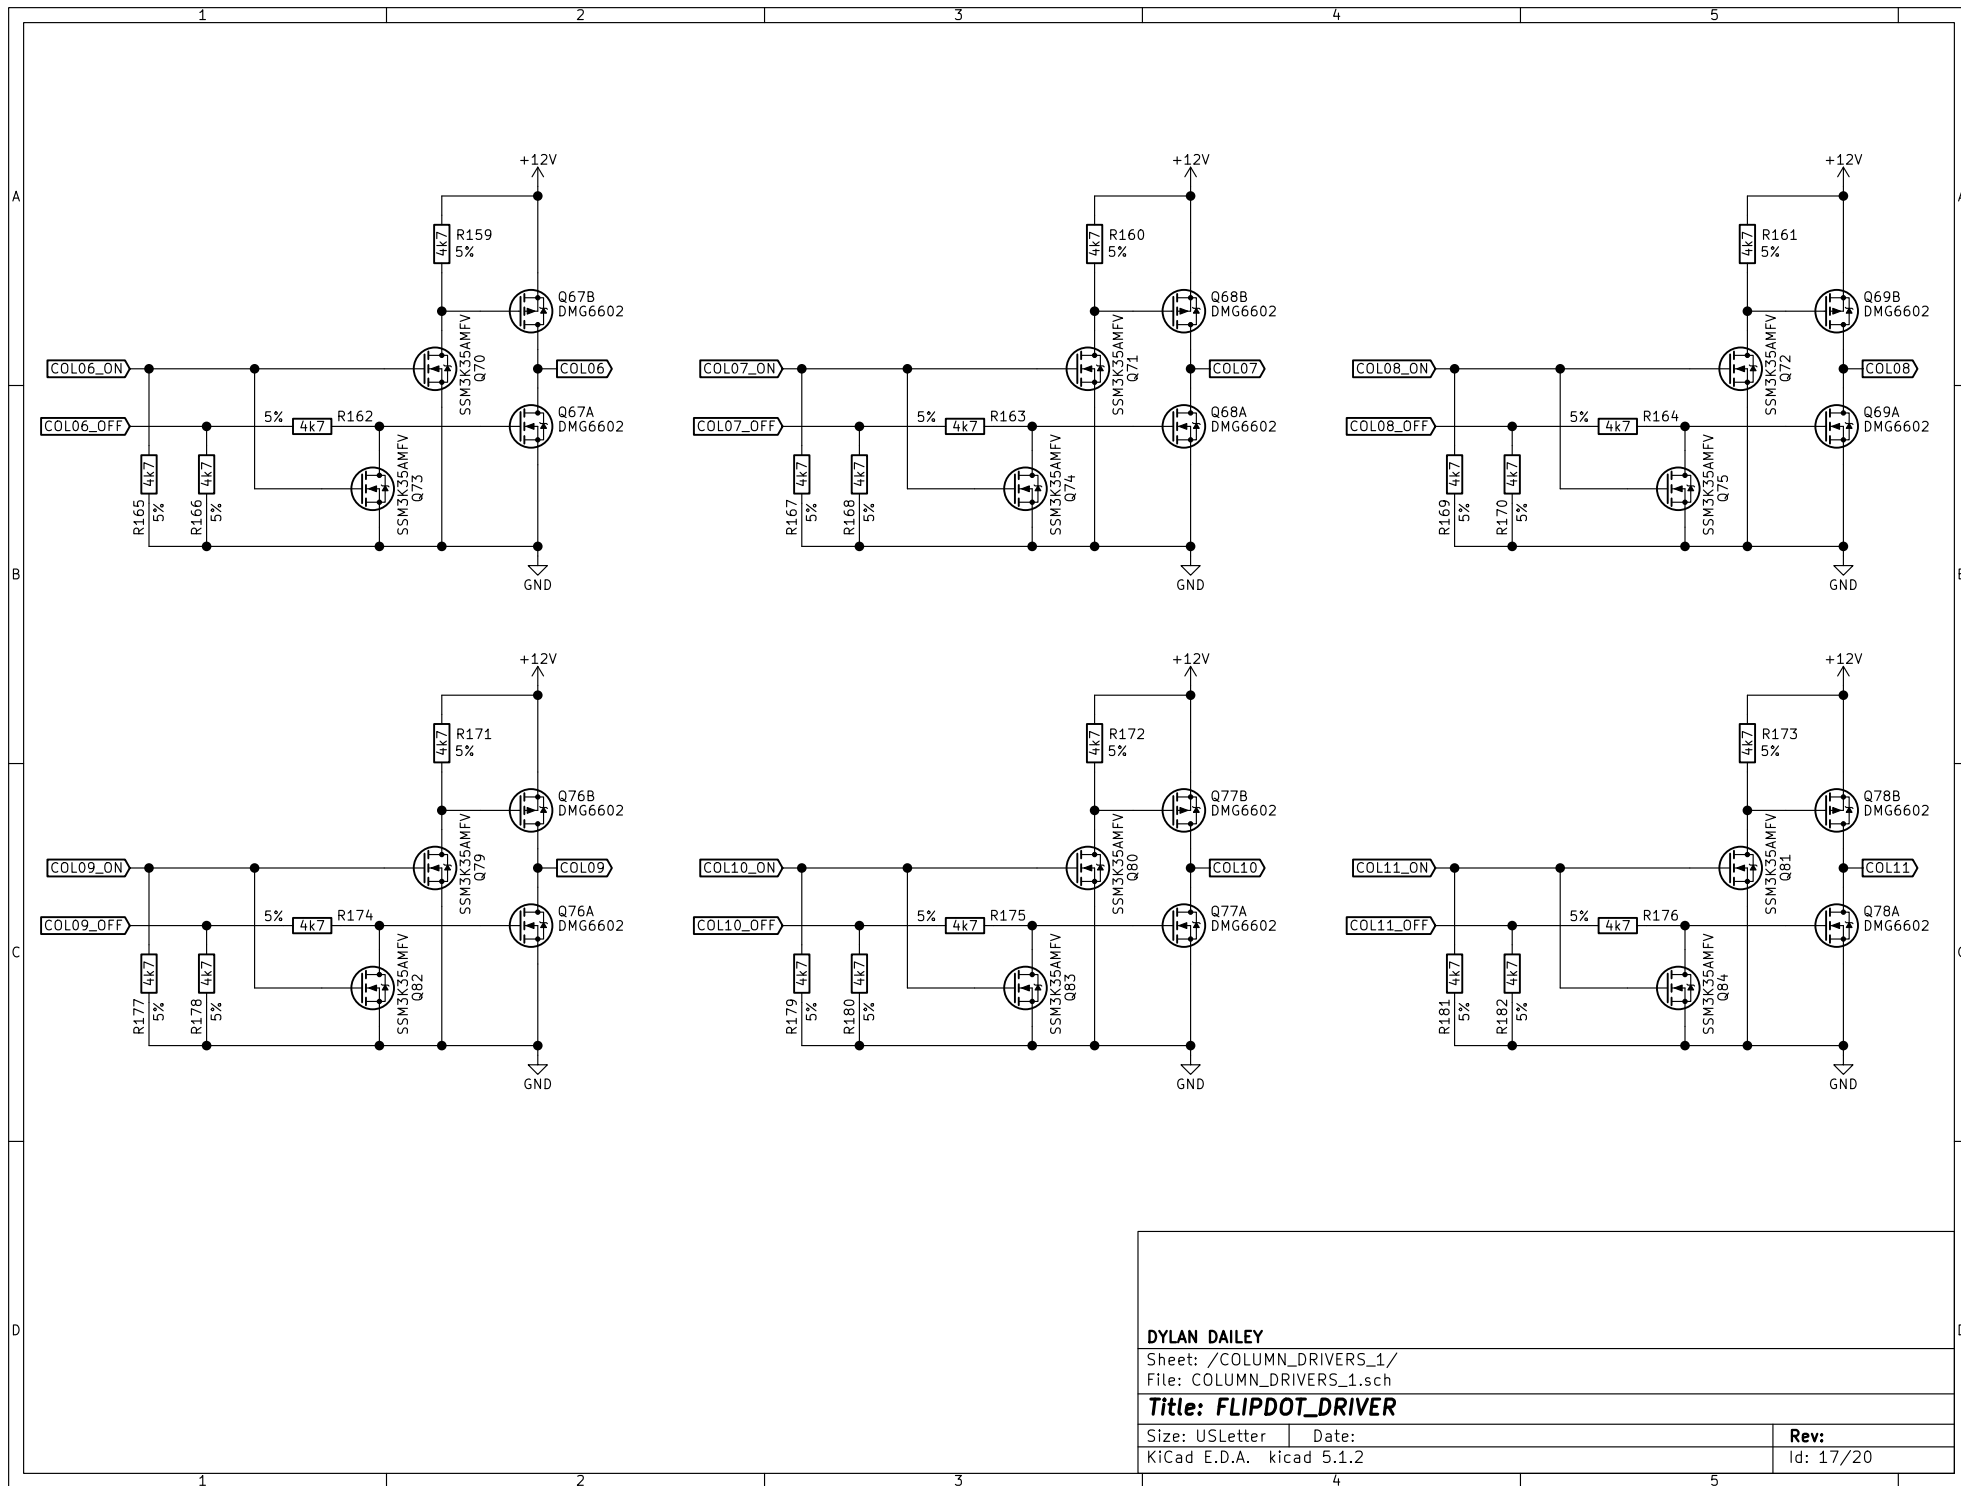 1 2 3 4 5
A
+12V +12V +12V
4k7 R159 5% 4k7 R160 5% 4k7 R161 5%
Q67B DMG6602 Q68B DMG6602 Q69B DMG6602
COL06_ON SSM3K35AMFV Q70 COL06 COL07_ON SSM3K35AMFV Q71 COL07 COL08_ON SSM3K35AMFV Q72 COL08
COL06_OFF 5% 4k7 R162 Q67A DMG6602 COL07_OFF 5% 4k7 R163 Q68A DMG6602 COL08_OFF 5% 4k7 R164 Q69A DMG6602
R165 4k7 5% R166 4k7 5% SSM3K35AMFV Q73 R167 4k7 5% R168 4k7 5% SSM3K35AMFV Q74 R169 4k7 5% R170 4k7 5% SSM3K35AMFV Q75
B
GND GND GND
+12V +12V +12V
4k7 R171 5% 4k7 R172 5% 4k7 R173 5%
Q76B DMG6602 Q77B DMG6602 Q78B DMG6602
COL09_ON SSM3K35AMFV Q79 COL09 COL10_ON SSM3K35AMFV Q80 COL10 COL11_ON SSM3K35AMFV Q81 COL11
COL09_OFF 5% 4k7 R174 Q76A DMG6602 COL10_OFF 5% 4k7 R175 Q77A DMG6602 COL11_OFF 5% 4k7 R176 Q78A DMG6602
C
R177 4k7 5% R178 4k7 5% SSM3K35AMFV Q82 R179 4k7 5% R180 4k7 5% SSM3K35AMFV Q83 R181 4k7 5% R182 4k7 5% SSM3K35AMFV Q84
GND GND GND
D
DYLAN DAILEY
Sheet: /COLUMN_DRIVERS_1/
File: COLUMN_DRIVERS_1.sch
Title: FLIPDOT_DRIVER
Size: USLetter Date: Rev:
KiCad E.D.A. kicad 5.1.2 Id: 17/20
1 2 3 4 5